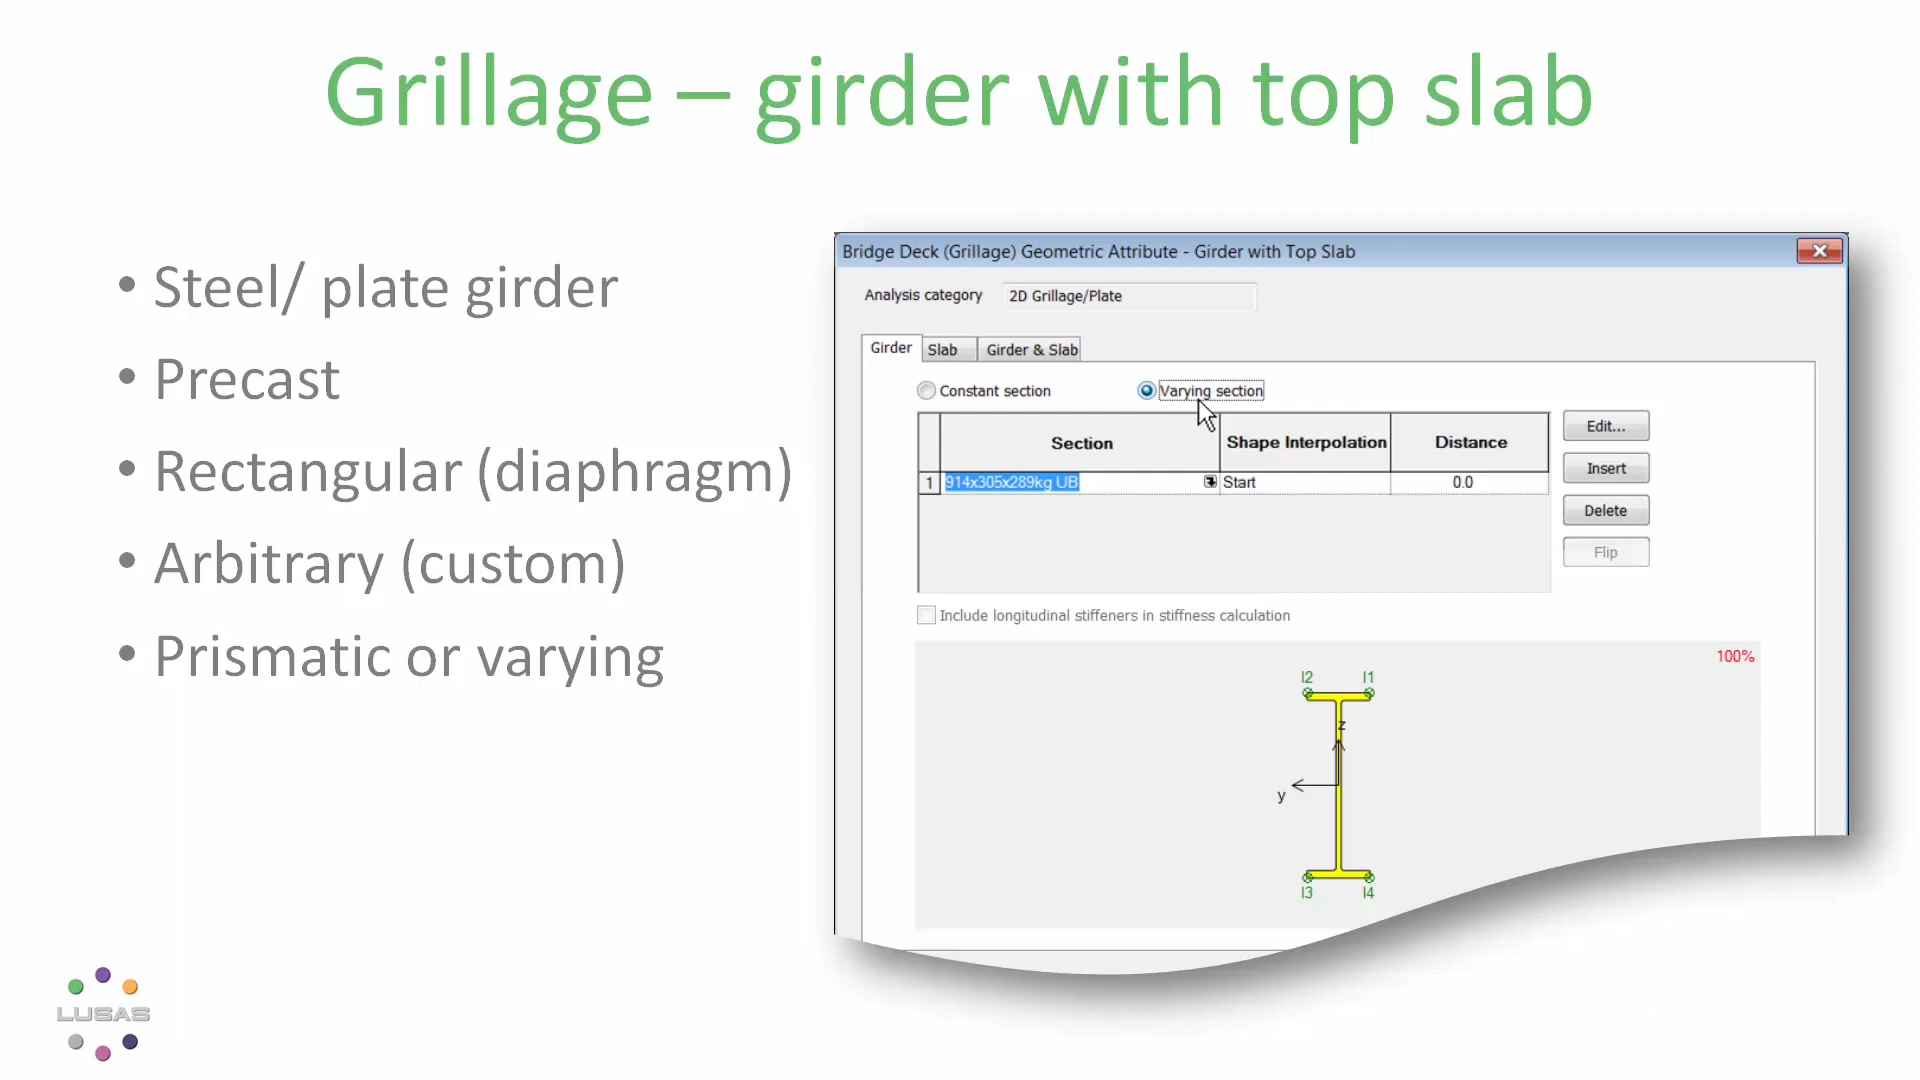 Grillage – girder with top slab
• Steel/ plate girder
• Precast
• Rectangular (diaphragm)
• Arbitrary (custom)
• Prismatic or varying
Bridge Deck (Grillage) Geometric Attribute - Girder with Top Slab
Analysis category 2D Grillage/Plate
Girder Slab Girder & Slab
Constant section Varying section
Section Shape Interpolation Distance
1 914x305x289kg UB Start 0.0
Edit...
Insert
Delete
Flip
Include longitudinal stiffeners in stiffness calculation
100%
I2 I1
z
y
I3 I4
LUSAS